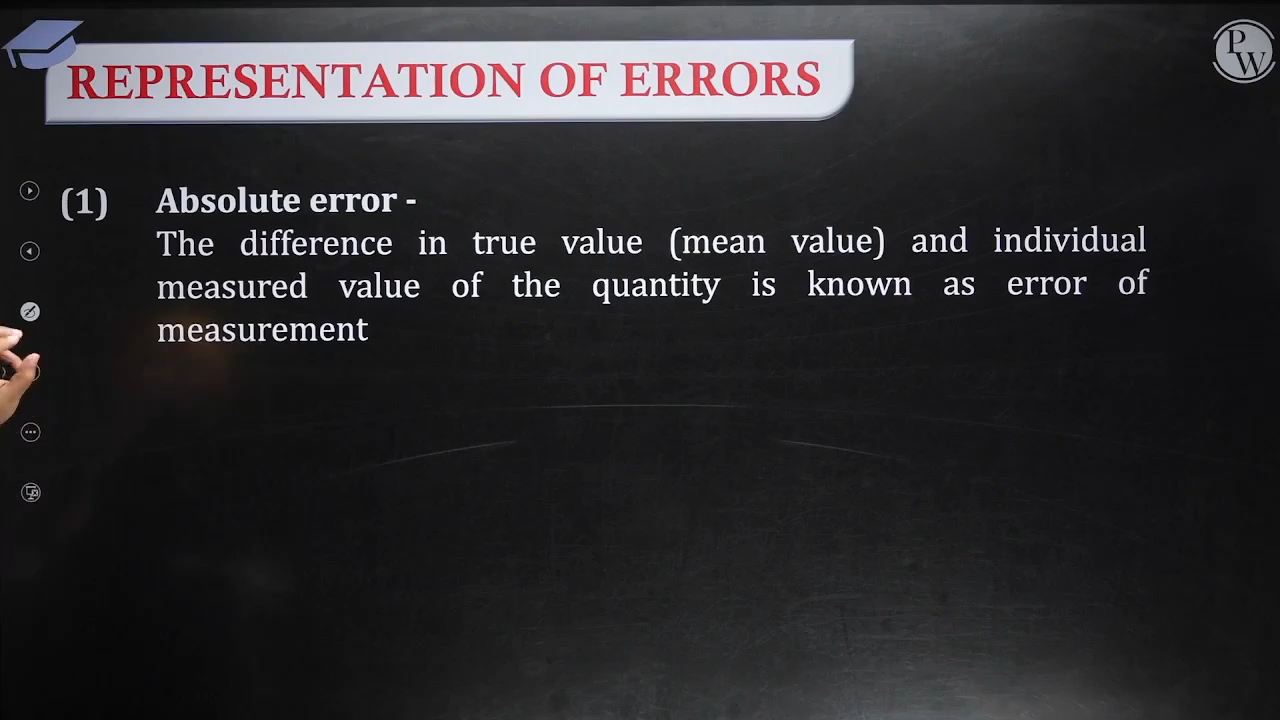 REPRESENTATION OF ERRORS
PW
(1) Absolute error -
The difference in true value (mean value) and individual
measured value of the quantity is known as error of
measurement